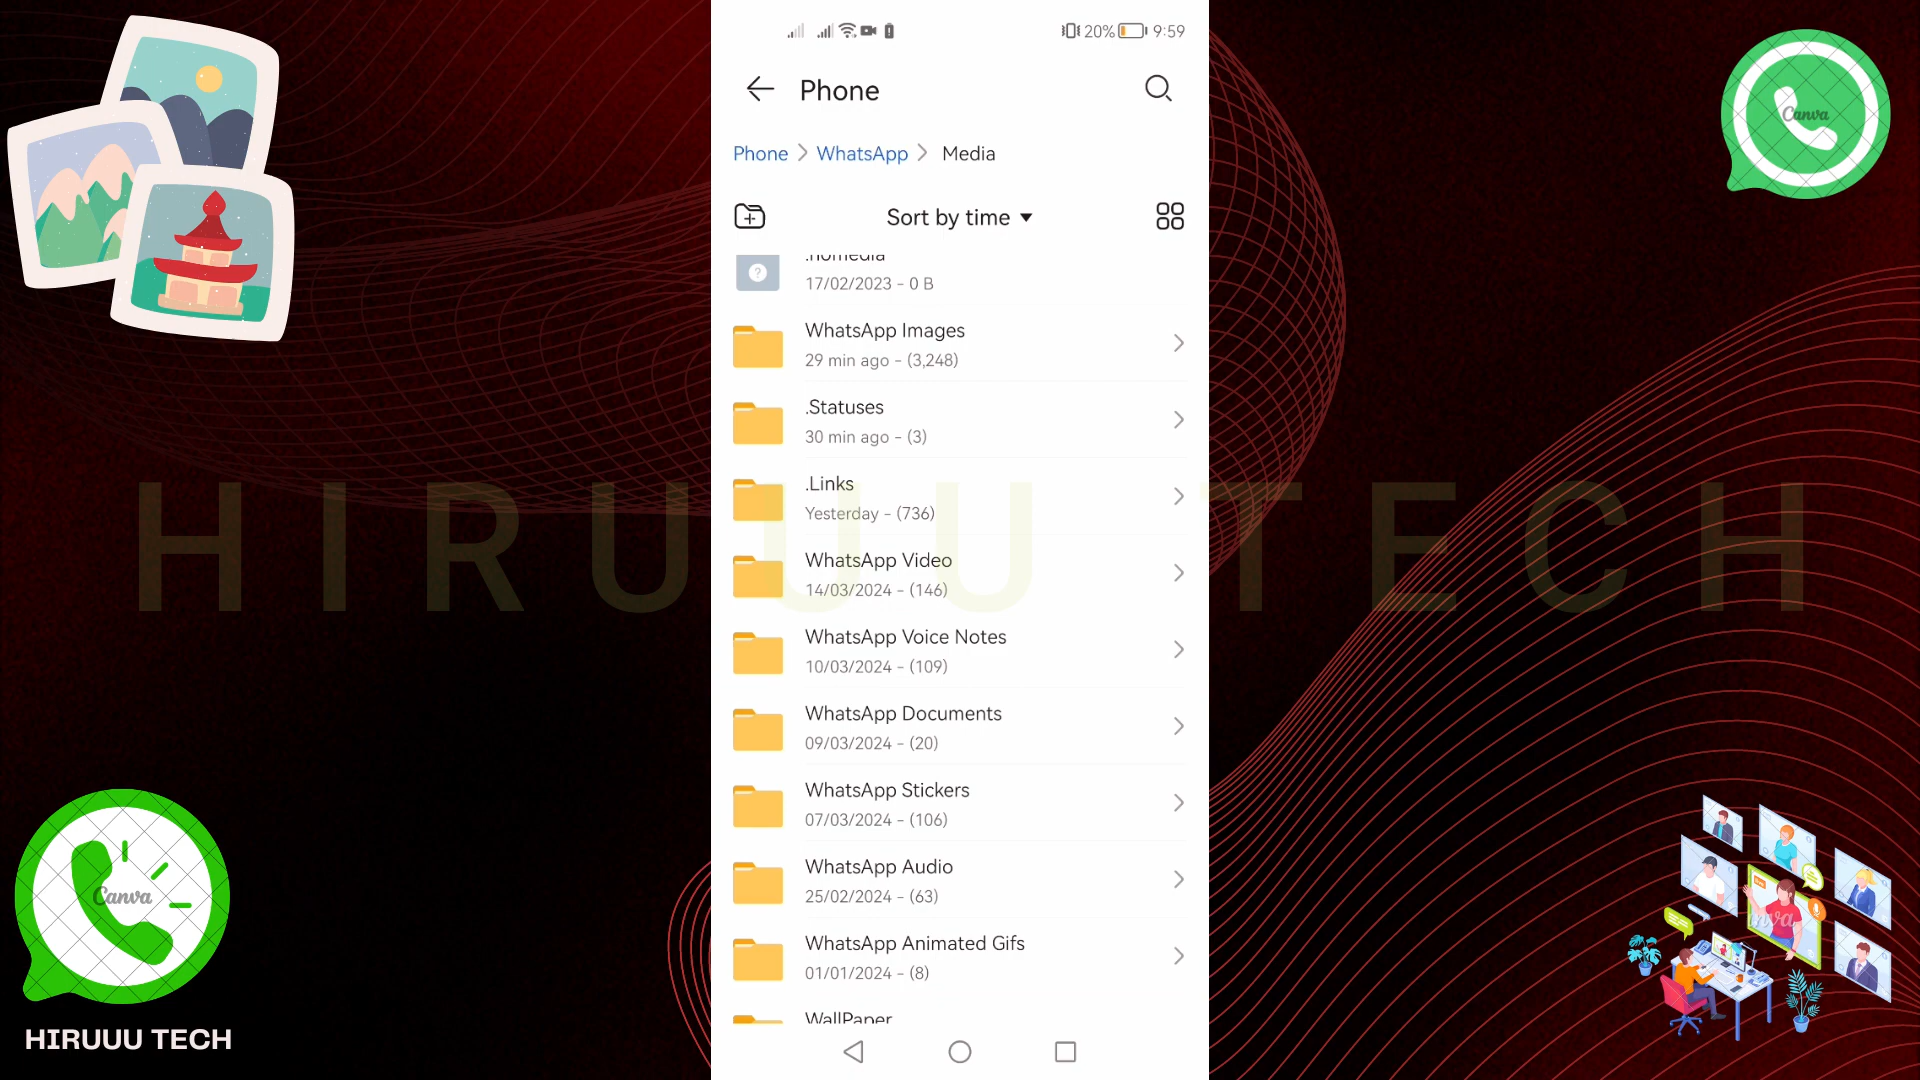 20%
9:59
Phone
Phone
WhatsApp
Media
Sort by time
.nomedia
17/02/2023 - 0 B
WhatsApp Images
29 min ago - (3,248)
.Statuses
30 min ago - (3)
.Links
Yesterday - (736)
WhatsApp Video
14/03/2024 - (146)
WhatsApp Voice Notes
10/03/2024 - (109)
WhatsApp Documents
09/03/2024 - (20)
WhatsApp Stickers
07/03/2024 - (106)
WhatsApp Audio
25/02/2024 - (63)
WhatsApp Animated Gifs
01/01/2024 - (8)
WallPaper
HIRUUU TECH
Canva
Canva
HIRUUU TECH